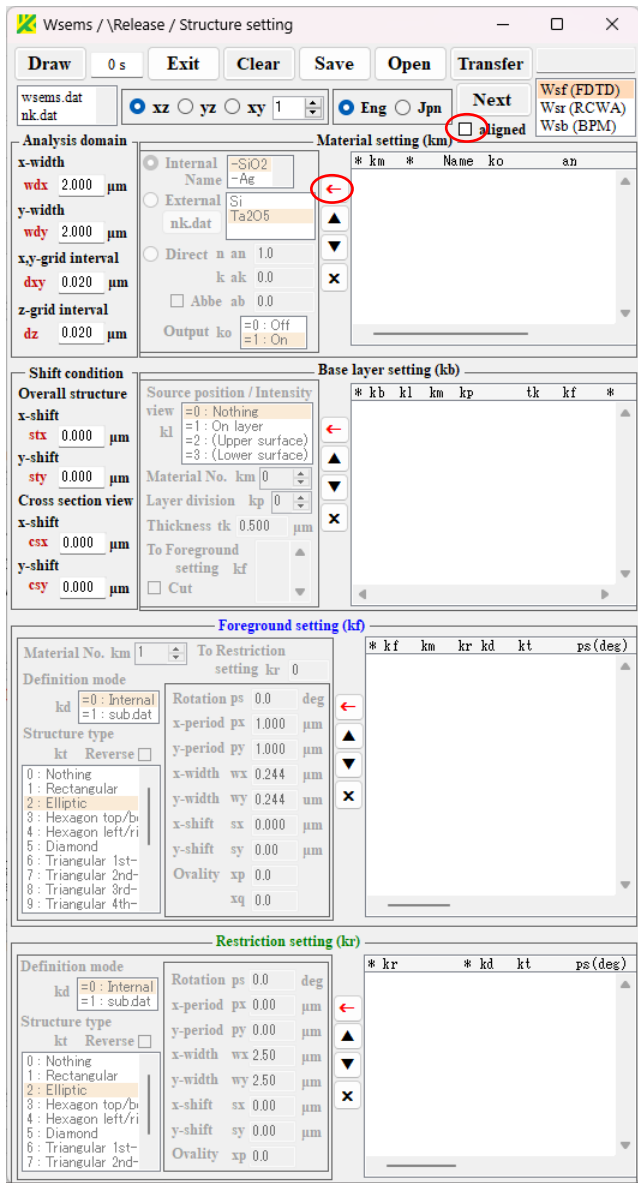 Wsems / \Release / Structure setting
Draw 0 s Exit Clear Save Open Transfer
wsems.dat
nk.dat
xz yz xy 1
Eng Jpn
Next
aligned
Wsf (FDTD)
Wsr (RCWA)
Wsb (BPM)
Analysis domain
x-width
wdx 2.000 μm
y-width
wdy 2.000 μm
x,y-grid interval
dxy 0.020 μm
z-grid interval
dz 0.020 μm
Material setting (km)
Internal
Name
-SiO2
-Ag
External
nk.dat
Si
Ta2O5
Direct n an 1.0
k ak 0.0
Abbe ab 0.0
Output ko
=0 : Off
=1 : On
←
▲
▼
×
* km * Name ko an
Shift condition
Overall structure
x-shift
stx 0.000 μm
y-shift
sty 0.000 μm
Cross section view
x-shift
csx 0.000 μm
y-shift
csy 0.000 μm
Base layer setting (kb)
Source position / Intensity
view
kl
=0 : Nothing
=1 : On layer
=2 : (Upper surface)
=3 : (Lower surface)
Material No. km 0
Layer division kp 0
Thickness tk 0.500 μm
To Foreground
setting kf
Cut
←
▲
▼
×
* kb kl km kp tk kf *
Foreground setting (kf)
Material No. km 1
To Restriction
setting kr 0
Definition mode
kd
=0 : Internal
=1 : sub.dat
Structure type
kt Reverse
0 : Nothing
1 : Rectangular
2 : Elliptic
3 : Hexagon top/b
4 : Hexagon left/ri
5 : Diamond
6 : Triangular 1st-
7 : Triangular 2nd-
8 : Triangular 3rd-
9 : Triangular 4th-
Rotation ps 0.0 deg
x-period px 1.000 μm
y-period py 1.000 μm
x-width wx 0.244 μm
y-width wy 0.244 um
x-shift sx 0.000 μm
y-shift sy 0.00 μm
Ovality xp 0.0
xq 0.0
←
▲
▼
×
* kf km kr kd kt ps(deg)
Restriction setting (kr)
Definition mode
kd
=0 : Internal
=1 : sub.dat
Structure type
kt Reverse
0 : Nothing
1 : Rectangular
2 : Elliptic
3 : Hexagon top/b
4 : Hexagon left/ri
5 : Diamond
6 : Triangular 1st-
7 : Triangular 2nd-
Rotation ps 0.0 deg
x-period px 0.00 μm
y-period py 0.00 μm
x-width wx 2.50 μm
y-width wy 2.50 μm
x-shift sx 0.00 μm
y-shift sy 0.00 μm
Ovality xp 0.0
←
▲
▼
×
* kr * kd kt ps(deg)